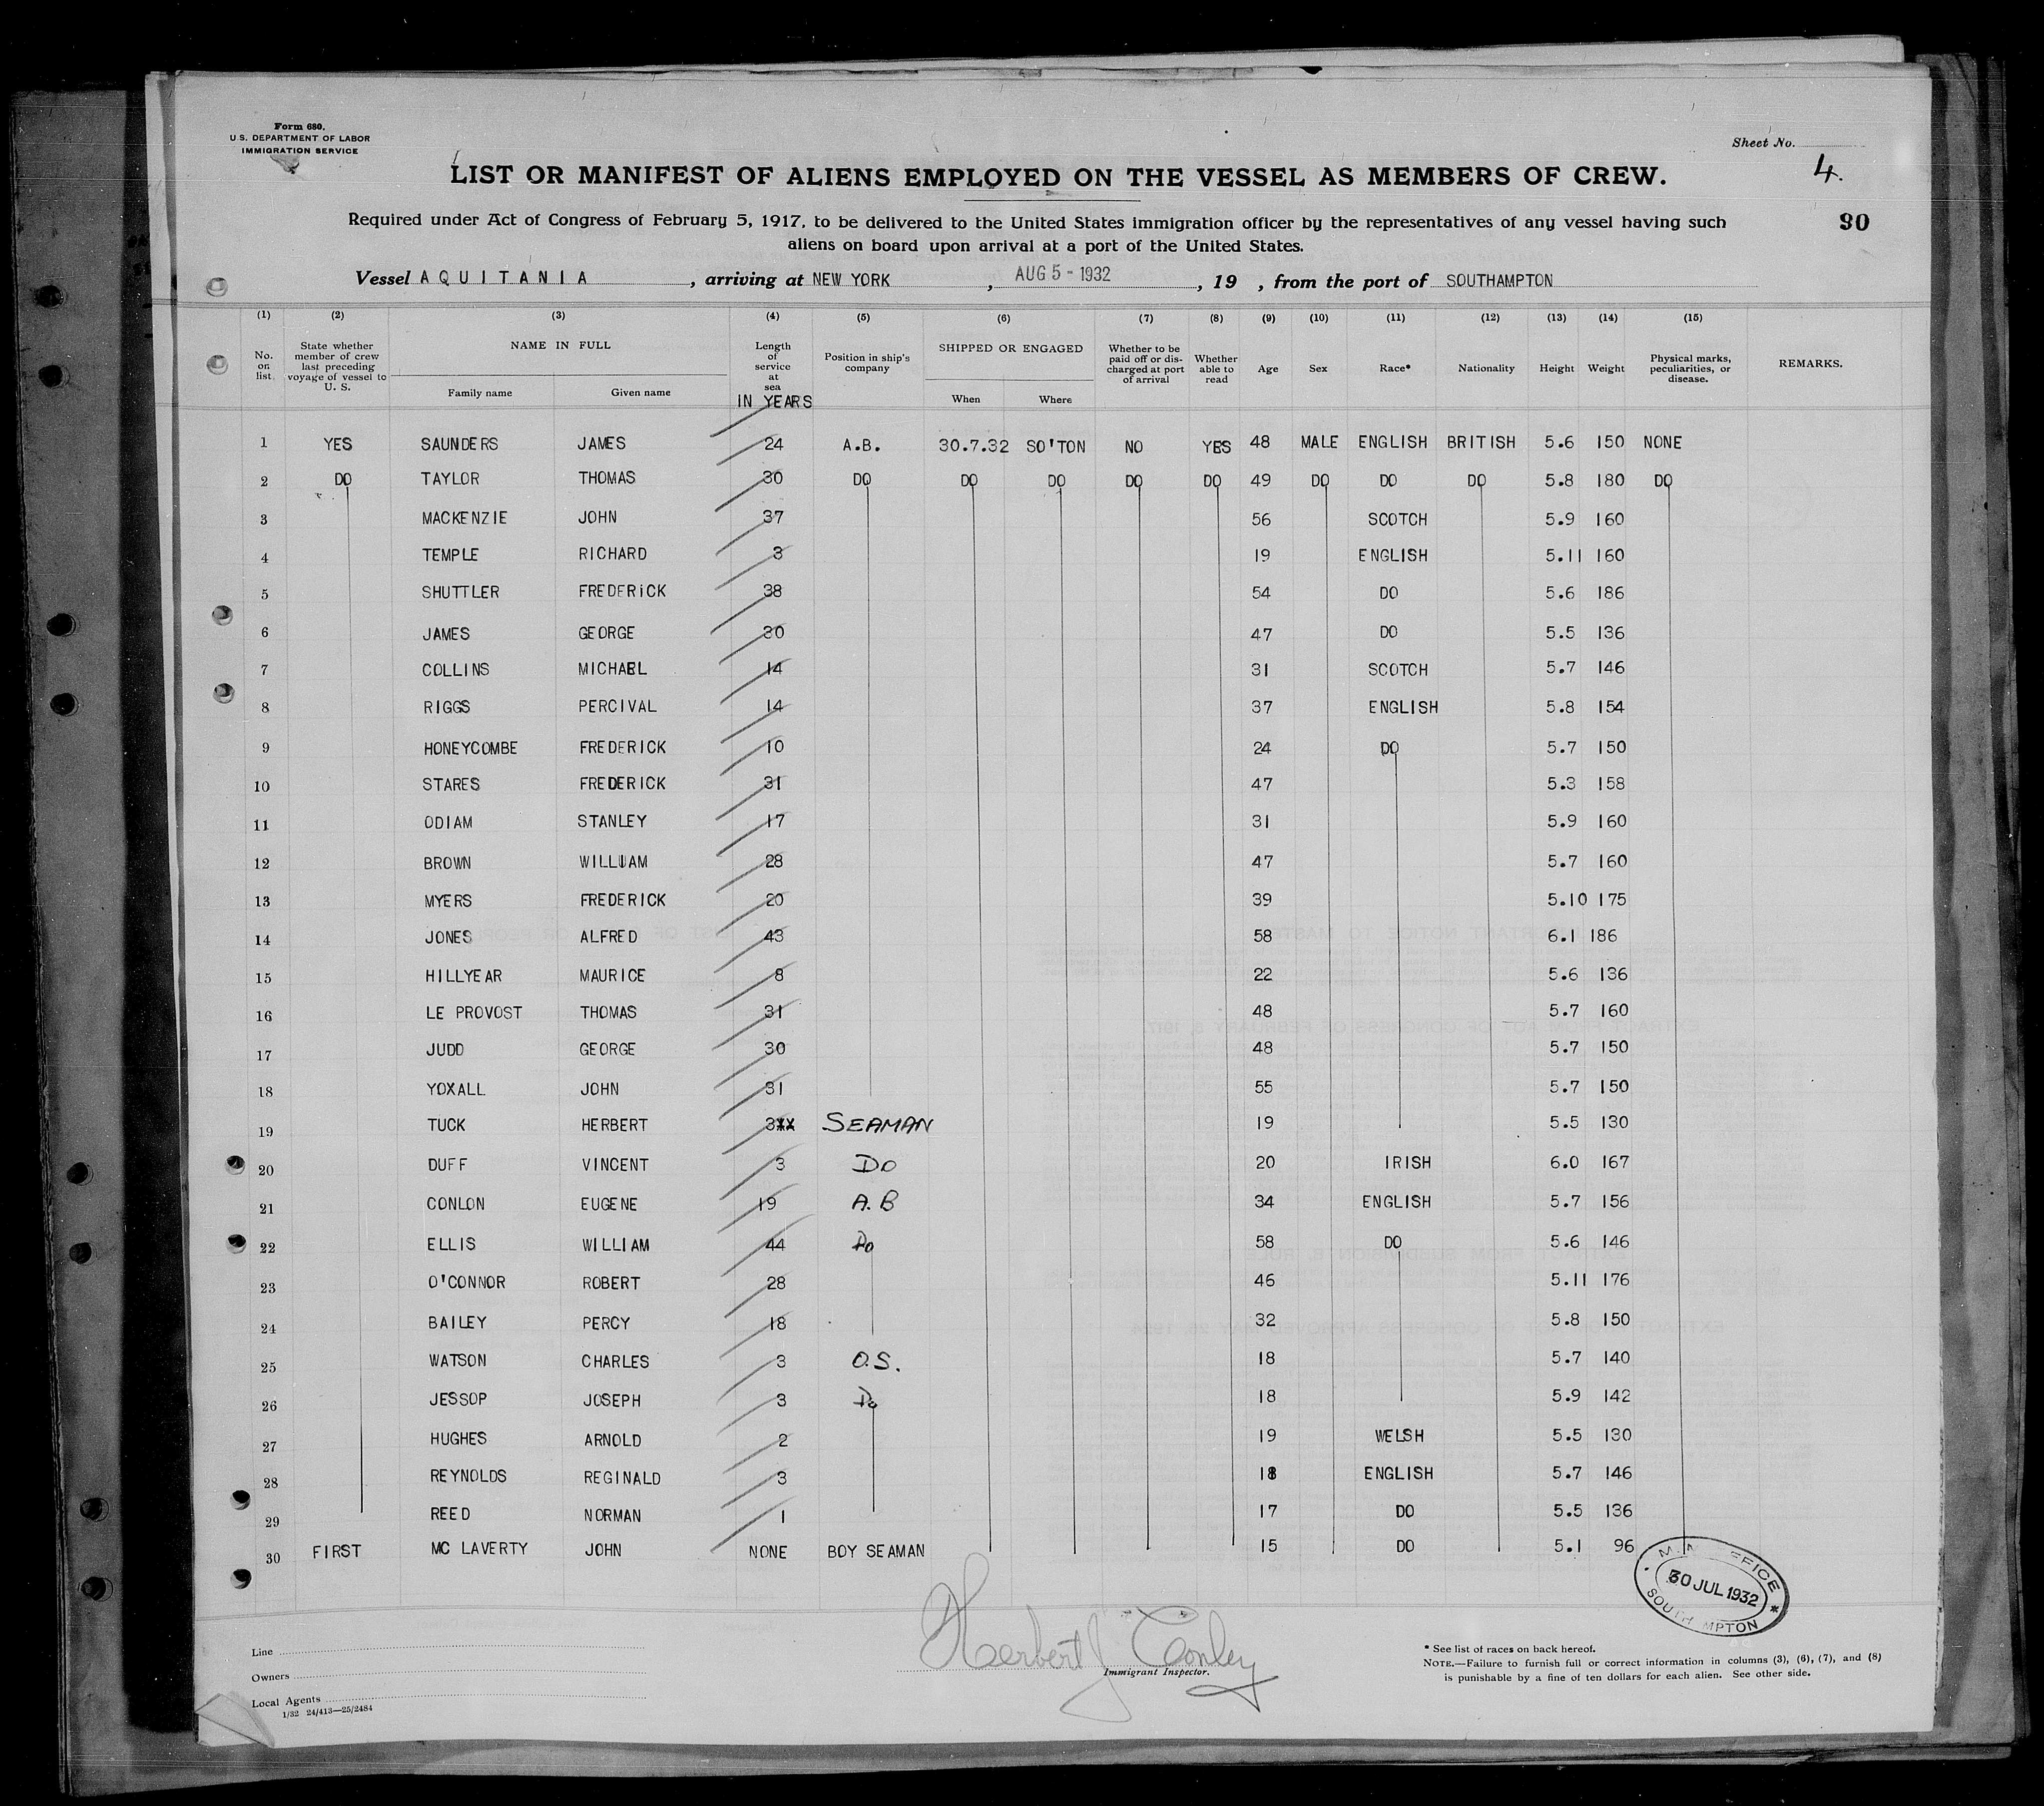 Form 680.
U.S. DEPARTMENT OF LABOR
IMMIGRATION SERVICE
Sheet No.
4.
LIST OR MANIFEST OF ALIENS EMPLOYED ON THE VESSEL AS MEMBERS OF CREW.
Required under Act of Congress of February 5, 1917, to be delivered to the United States immigration officer by the representatives of any vessel having such
aliens on board upon arrival at a port of the United States.
90
Vessel AQUITANIA, arriving at NEW YORK, AUG 5 - 1932, 19 , from the port of SOUTHAMPTON
(1) (2) (3) (4) (5) (6) (7) (8) (9) (10) (11) (12) (13) (14) (15)
No. on list. State whether member of crew last preceding voyage of vessel to U. S. NAME IN FULL Family name Given name Length of service at sea IN YEARS Position in ship's company SHIPPED OR ENGAGED When Where Whether to be paid off or discharged at port of arrival Whether able to read Age Sex Race* Nationality Height Weight Physical marks, peculiarities, or disease. REMARKS.
1 YES SAUNDERS JAMES 24 A.B. 30.7.32 SO'TON NO YES 48 MALE ENGLISH BRITISH 5.6 150 NONE
2 DO TAYLOR THOMAS 30 DO DO DO DO DO 49 DO DO DO 5.8 180 DO
3 MACKENZIE JOHN 37 56 SCOTCH 5.9 160
4 TEMPLE RICHARD 3 19 ENGLISH 5.11 160
5 SHUTTLER FREDERICK 38 54 DO 5.6 186
6 JAMES GEORGE 30 47 DO 5.5 136
7 COLLINS MICHAEL 14 31 SCOTCH 5.7 146
8 RIGGS PERCIVAL 14 37 ENGLISH 5.8 154
9 HONEYCOMBE FREDERICK 10 24 DO 5.7 150
10 STARES FREDERICK 31 47 5.3 158
11 ODIAM STANLEY 17 31 5.9 160
12 BROWN WILLIAM 28 47 5.7 160
13 MYERS FREDERICK 20 39 5.10 175
14 JONES ALFRED 43 58 6.1 186
15 HILLYEAR MAURICE 8 22 5.6 136
16 LE PROVOST THOMAS 31 48 5.7 160
17 JUDD GEORGE 30 48 5.7 150
18 YOXALL JOHN 31 55 5.7 150
19 TUCK HERBERT 3XX SEAMAN 19 5.5 130
20 DUFF VINCENT 3 DO 20 IRISH 6.0 167
21 CONLON EUGENE 19 A.B 34 ENGLISH 5.7 156
22 ELLIS WILLIAM 44 Do 58 DO 5.6 146
23 O'CONNOR ROBERT 28 46 5.11 176
24 BAILEY PERCY 18 32 5.8 150
25 WATSON CHARLES 3 O.S. 18 5.7 140
26 JESSOP JOSEPH 3 Do 18 5.9 142
27 HUGHES ARNOLD 2 19 WELSH 5.5 130
28 REYNOLDS REGINALD 3 18 ENGLISH 5.7 146
29 REED NORMAN 1 17 DO 5.5 136
30 FIRST MC LAVERTY JOHN NONE BOY SEAMAN 15 DO 5.1 96
30 JUL 1932
Line
Owners
Local Agents
1/32 24/413—25/2484
Herbert J Conley
Immigrant Inspector.
* See list of races on back hereof.
NOTE.—Failure to furnish full or correct information in columns (3), (6), (7), and (8)
is punishable by a fine of ten dollars for each alien. See other side.